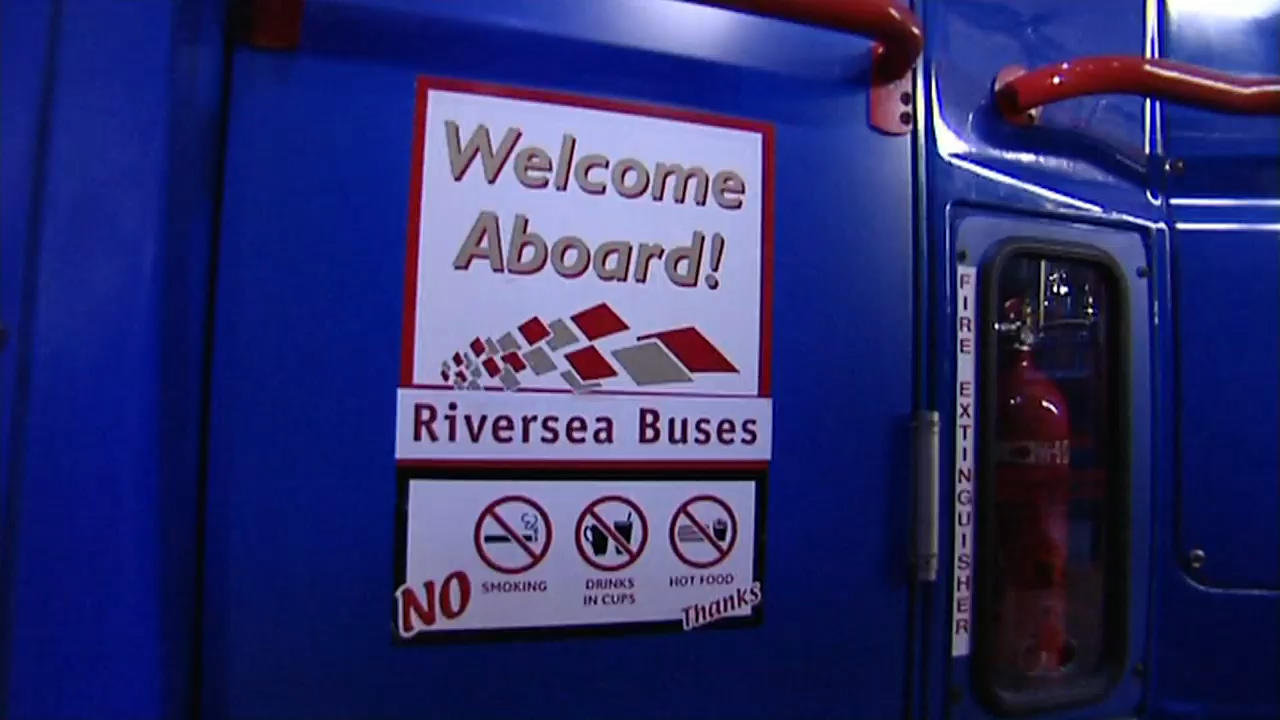 Welcome
Aboard!
Riversea Buses
NO
SMOKING
DRINKS
IN CUPS
HOT FOOD
Thanks
FIRE EXTINGUISHER